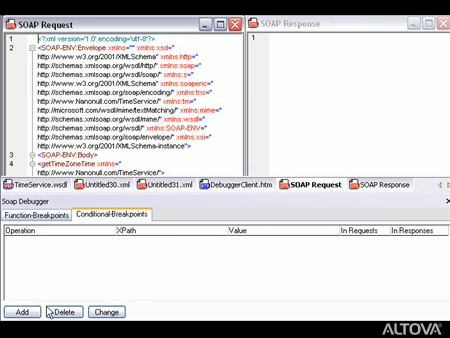 SOAP Request
SOAP Response
1 <?xml version="1.0" encoding="utf-8"?>
1
2 <SOAP-ENV:Envelope xmlns="" xmlns:xsd="
http://www.w3.org/2001/XMLSchema" xmlns:http="
http://schemas.xmlsoap.org/wsdl/http/" xmlns:soap="
http://schemas.xmlsoap.org/wsdl/soap/" xmlns:s="
http://www.w3.org/2001/XMLSchema" xmlns:soapenc="
http://schemas.xmlsoap.org/soap/encoding/" xmlns:tns="
http://www.Nanonull.com/TimeService/" xmlns:tm="
http://microsoft.com/wsdl/mime/textMatching/" xmlns:mime="
http://schemas.xmlsoap.org/wsdl/mime/" xmlns:wsdl="
http://schemas.xmlsoap.org/wsdl/" xmlns:SOAP-ENV="
http://schemas.xmlsoap.org/soap/envelope/" xmlns:xsi="
http://www.w3.org/2001/XMLSchema-instance">
3 <SOAP-ENV:Body>
4 <getTimeZoneTime xmlns="
http://www.Nanonull.com/TimeService/">
TimeService.wsdl Untitled30.xml Untitled31.xml DebuggerClient.htm SOAP Request SOAP Response
Soap Debugger
Function-Breakpoints Conditional-Breakpoints
Operation XPath Value In Requests In Responses
Add Delete Change
ALTOVA®